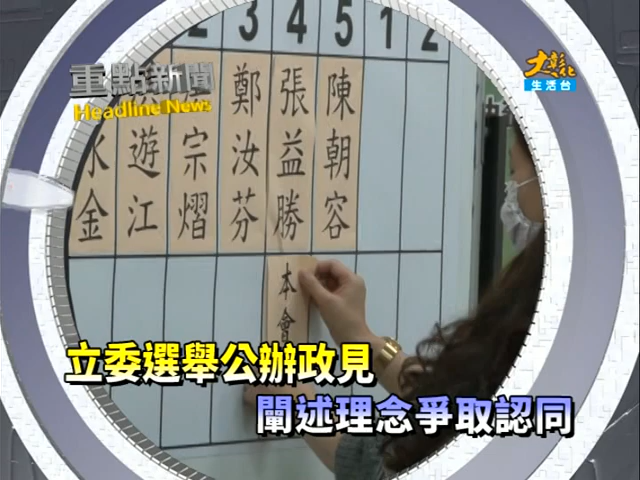 重點新聞
Headline News
大彰化
生活台
2 3 4 5 1 2
水金
遊江
宗熠
鄭汝芬
張益勝
陳朝容
本會
立委選舉公辦政見
闡述理念爭取認同